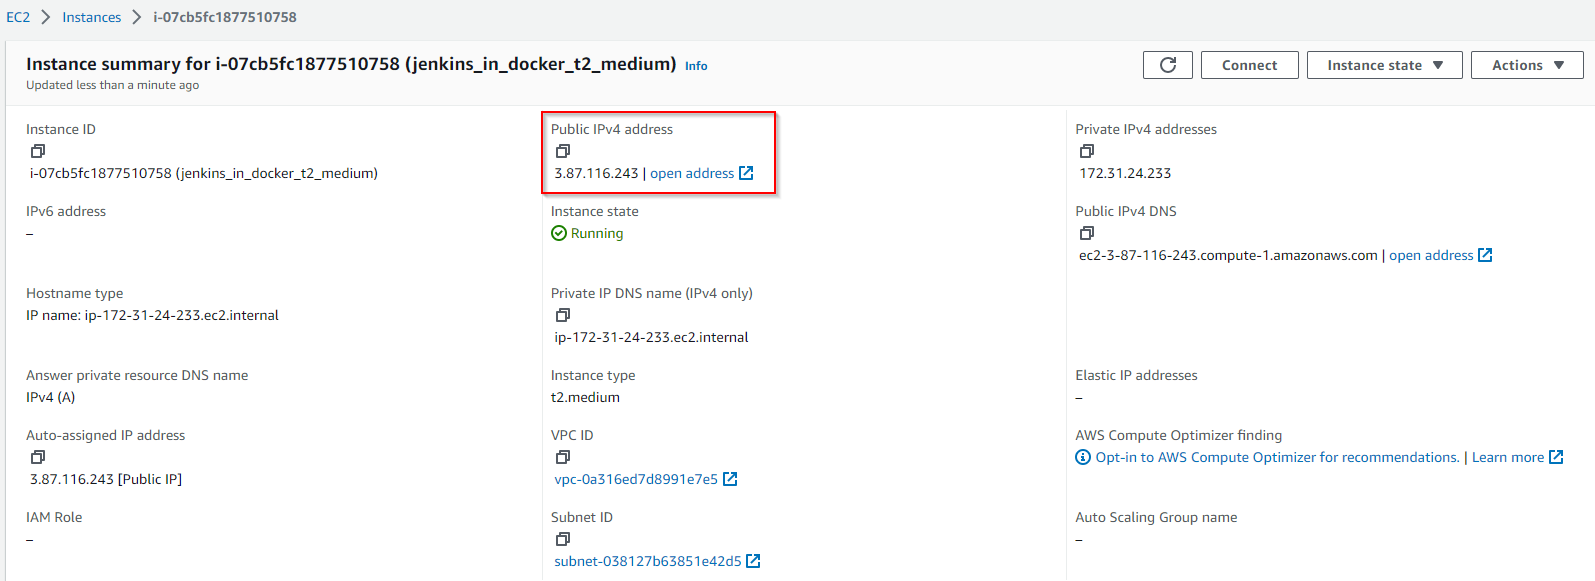 EC2 > Instances > i-07cb5fc1877510758
Instance summary for i-07cb5fc1877510758 (jenkins_in_docker_t2_medium) Info
Updated less than a minute ago
Connect
Instance state
Actions
Instance ID
i-07cb5fc1877510758 (jenkins_in_docker_t2_medium)
Public IPv4 address
3.87.116.243 | open address
Private IPv4 addresses
172.31.24.233
IPv6 address
–
Instance state
Running
Public IPv4 DNS
ec2-3-87-116-243.compute-1.amazonaws.com | open address
Hostname type
IP name: ip-172-31-24-233.ec2.internal
Private IP DNS name (IPv4 only)
ip-172-31-24-233.ec2.internal
Answer private resource DNS name
IPv4 (A)
Instance type
t2.medium
Elastic IP addresses
–
Auto-assigned IP address
3.87.116.243 [Public IP]
VPC ID
vpc-0a316ed7d8991e7e5
AWS Compute Optimizer finding
Opt-in to AWS Compute Optimizer for recommendations. | Learn more
IAM Role
–
Subnet ID
subnet-038127b63851e42d5
Auto Scaling Group name
–